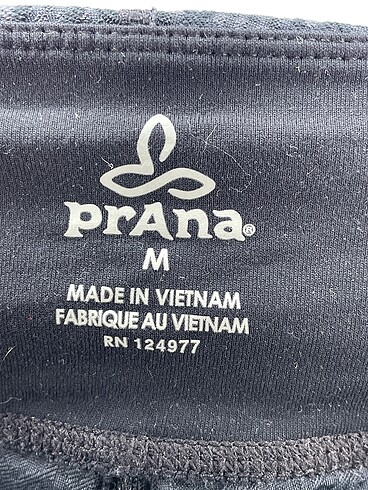 prAna®
M
MADE IN VIETNAM
FABRIQUE AU VIETNAM
RN 124977